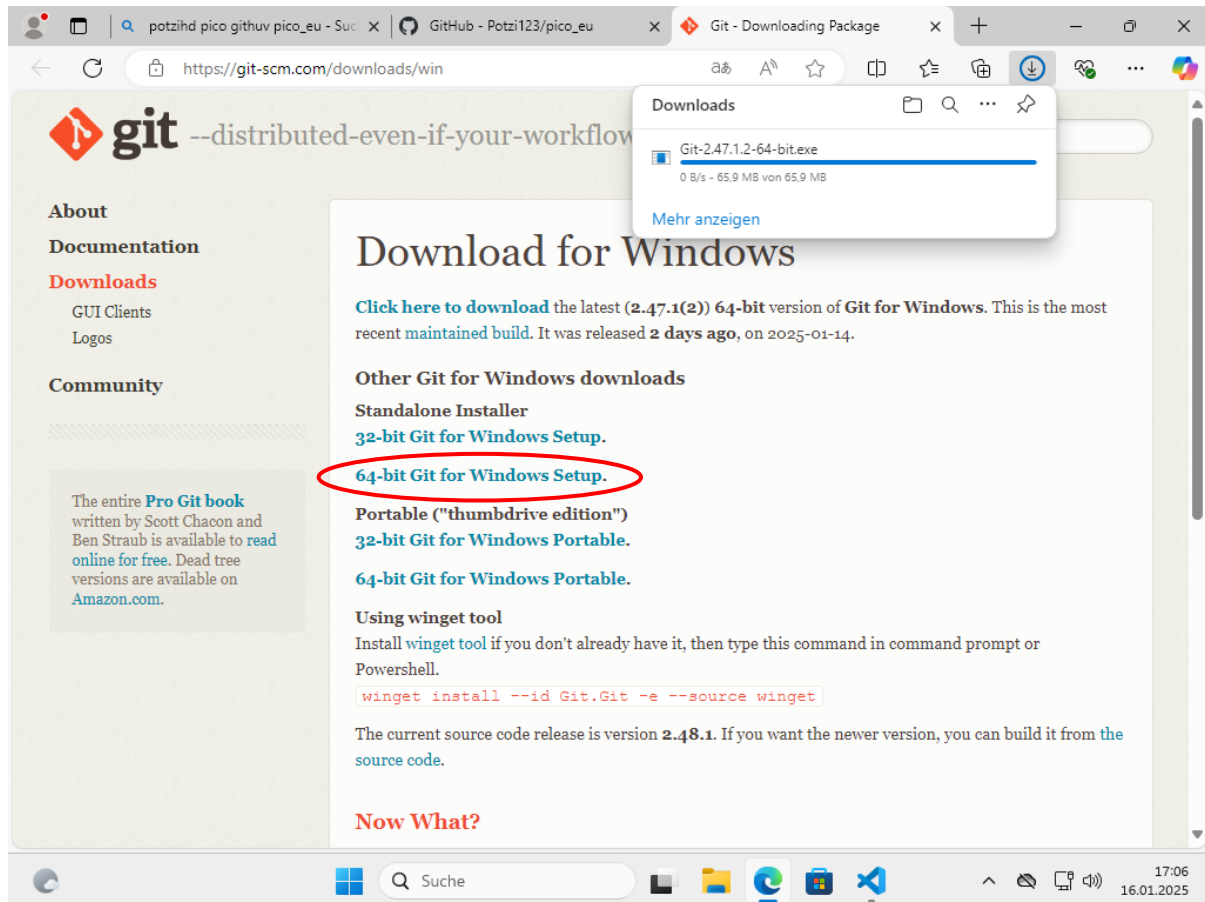 potzihd pico githuv pico_eu - Suc
GitHub - Potzi123/pico_eu
Git - Downloading Package
https://git-scm.com/downloads/win
Downloads
Git-2.47.1.2-64-bit.exe
0 B/s - 65,9 MB von 65,9 MB
Mehr anzeigen
git --distributed-even-if-your-workflow
About
Documentation
Downloads
GUI Clients
Logos
Community
The entire Pro Git book
written by Scott Chacon and
Ben Straub is available to read
online for free. Dead tree
versions are available on
Amazon.com.
Download for Windows
Click here to download the latest (2.47.1(2)) 64-bit version of Git for Windows. This is the most
recent maintained build. It was released 2 days ago, on 2025-01-14.
Other Git for Windows downloads
Standalone Installer
32-bit Git for Windows Setup.
64-bit Git for Windows Setup.
Portable ("thumbdrive edition")
32-bit Git for Windows Portable.
64-bit Git for Windows Portable.
Using winget tool
Install winget tool if you don't already have it, then type this command in command prompt or
Powershell.
winget install --id Git.Git -e --source winget
The current source code release is version 2.48.1. If you want the newer version, you can build it from the
source code.
Now What?
Suche
17:06
16.01.2025